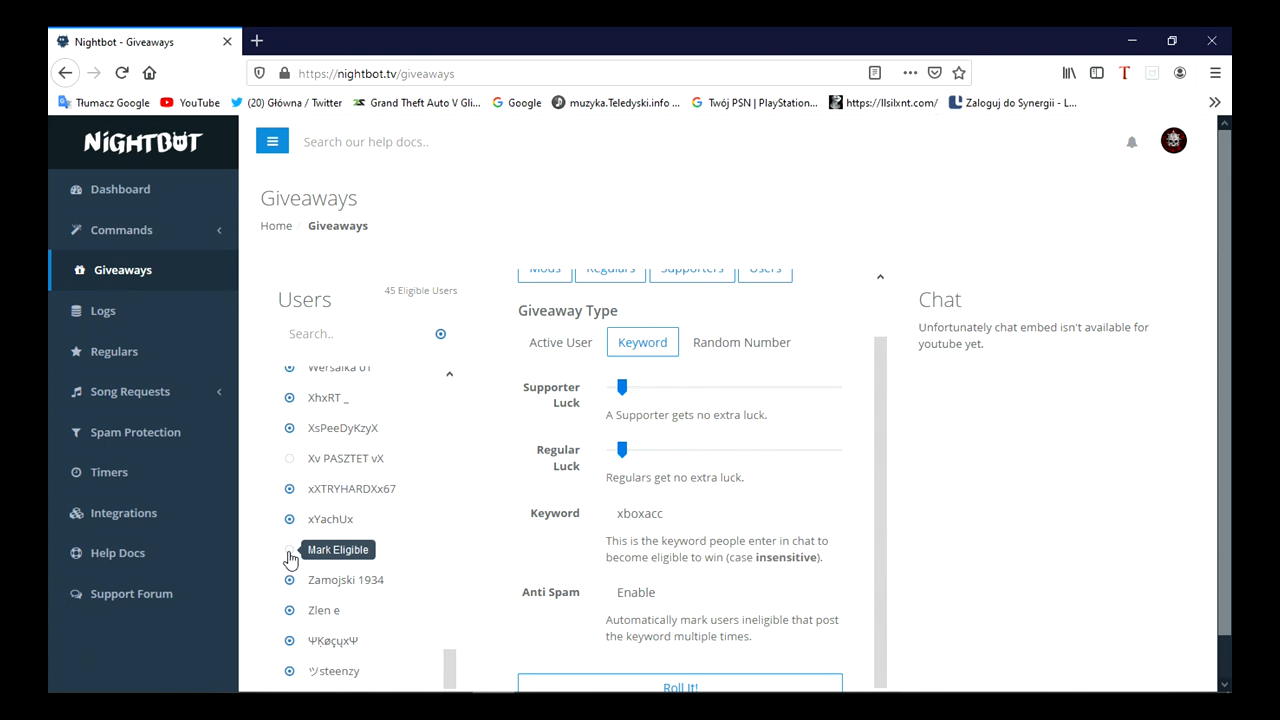 Nightbot - Giveaways
https://nightbot.tv/giveaways
Tłumacz Google
YouTube
(20) Główna / Twitter
Grand Theft Auto V Gli...
Google
muzyka.Teledyski.info ...
Twój PSN | PlayStation...
https://llsilxnt.com/
Zaloguj do Synergii - L...
NIGHTBOT
Search our help docs..
Dashboard
Commands
Giveaways
Logs
Regulars
Song Requests
Spam Protection
Timers
Integrations
Help Docs
Support Forum
Giveaways
Home / Giveaways
Users
45 Eligible Users
Search..
Wersalka 01
XhxRT _
XsPeeDyKzyX
Xv PASZTET vX
xXTRYHARDXx67
xYachUx
Mark Eligible
Zamojski 1934
Zlen e
ΨĶøçųxΨ
ツsteenzy
Mods
Regulars
Supporters
Users
Giveaway Type
Active User
Keyword
Random Number
Supporter
Luck
A Supporter gets no extra luck.
Regular
Luck
Regulars get no extra luck.
Keyword
xboxacc
This is the keyword people enter in chat to
become eligible to win (case insensitive).
Anti Spam
Enable
Automatically mark users ineligible that post
the keyword multiple times.
Roll It!
Chat
Unfortunately chat embed isn't available for
youtube yet.